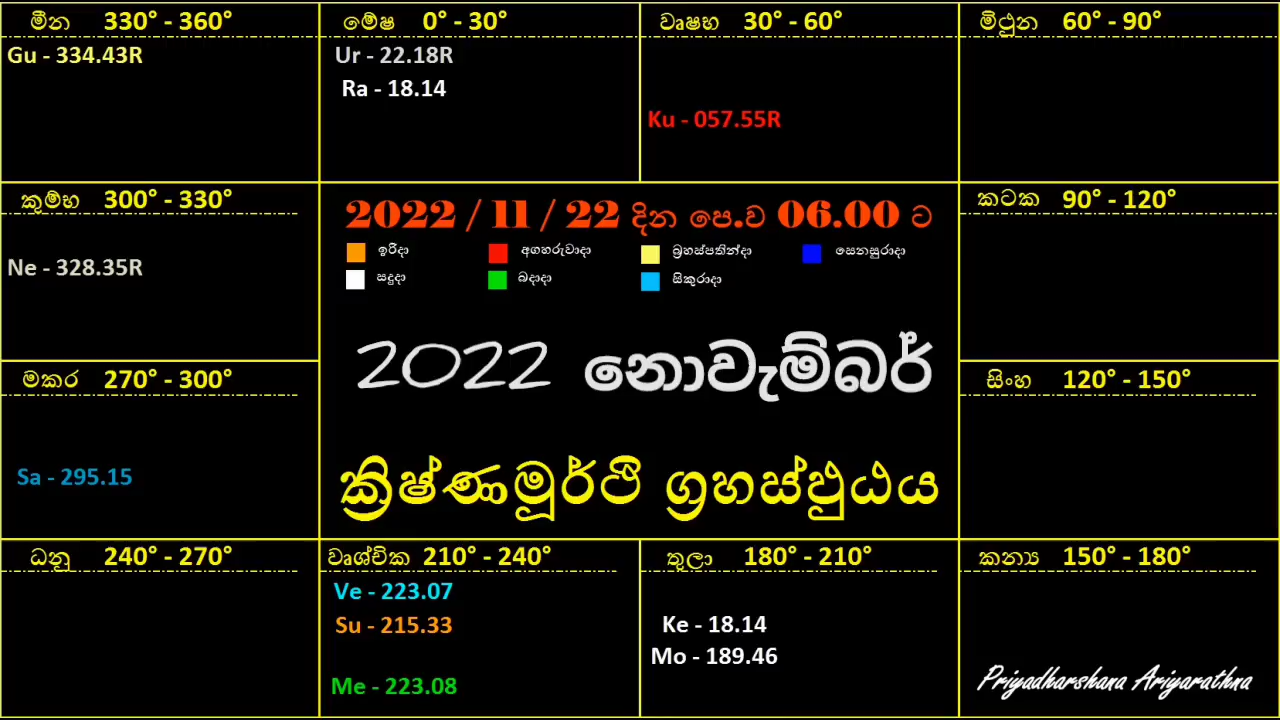 මීන 330° - 360°
Gu - 334.43R
මේෂ 0° - 30°
Ur - 22.18R
Ra - 18.14
වෘෂභ 30° - 60°
Ku - 057.55R
මිථුන 60° - 90°
කුම්භ 300° - 330°
Ne - 328.35R
2022 / 11 / 22 දින පෙ.ව 06.00 ට
ඉරිදා
අගහරුවාදා
බ්‍රහස්පතින්දා
සෙනසුරාදා
සදුදා
බදාදා
සිකුරාදා
2022 නොවැම්බර්
ක්‍රිෂ්ණමූර්ථි ග්‍රහස්ඵුඨය
කටක 90° - 120°
මකර 270° - 300°
Sa - 295.15
සිංහ 120° - 150°
ධනු 240° - 270°
වෘශ්චික 210° - 240°
Ve - 223.07
Su - 215.33
Me - 223.08
තුලා 180° - 210°
Ke - 18.14
Mo - 189.46
කන්‍ය 150° - 180°
Priyadharshana Ariyarathna